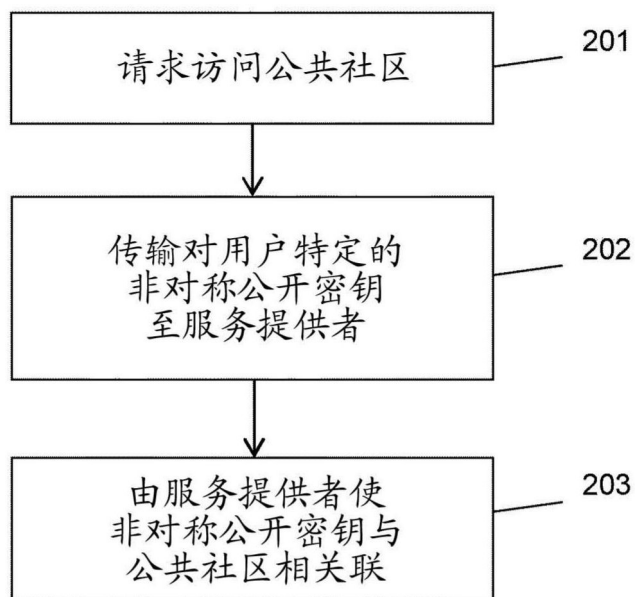 请求访问公共社区
201
传输对用户特定的
非对称公开密钥
至服务提供者
202
由服务提供者使
非对称公开密钥与
公共社区相关联
203